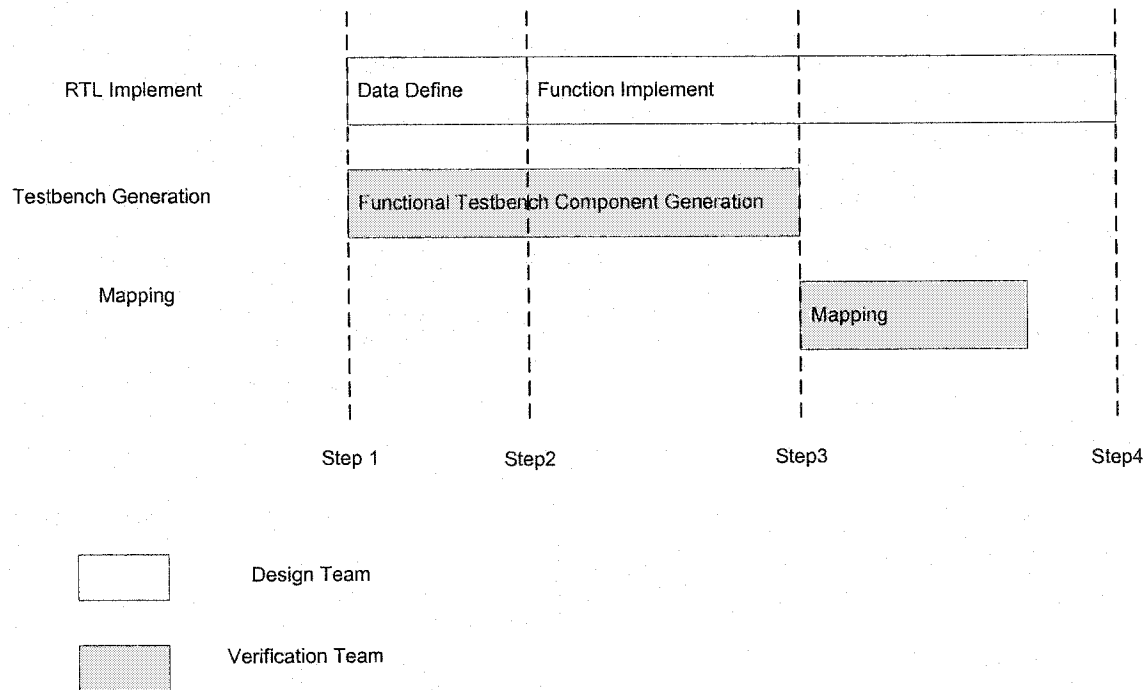 RTL Implement
Data Define
Function Implement
Testbench Generation
Functional Testbench Component Generation
Mapping
Mapping
Step 1
Step2
Step3
Step4
Design Team
Verification Team